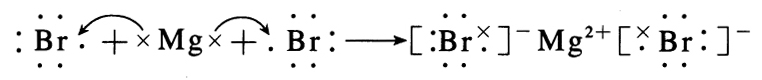 :Br· + ×Mg× + ·Br: ⟶ [:Br×·]⁻ Mg²⁺ [×·Br:]⁻